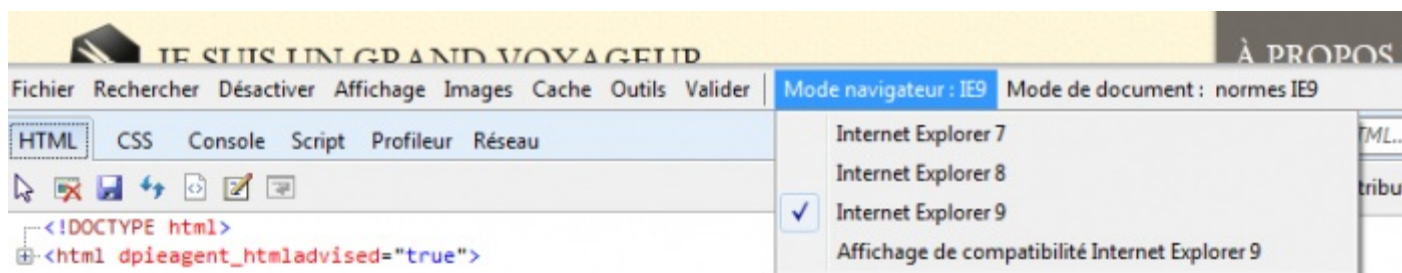 JE SUIS UN GRAND VOYAGEUR
À PROPOS
Fichier Rechercher Désactiver Affichage Images Cache Outils Valider Mode navigateur : IE9 Mode de document : normes IE9
HTML CSS Console Script Profileur Réseau
Internet Explorer 7
Internet Explorer 8
Internet Explorer 9
Affichage de compatibilité Internet Explorer 9
<!DOCTYPE html>
<html dpieagent_htmladvised="true">